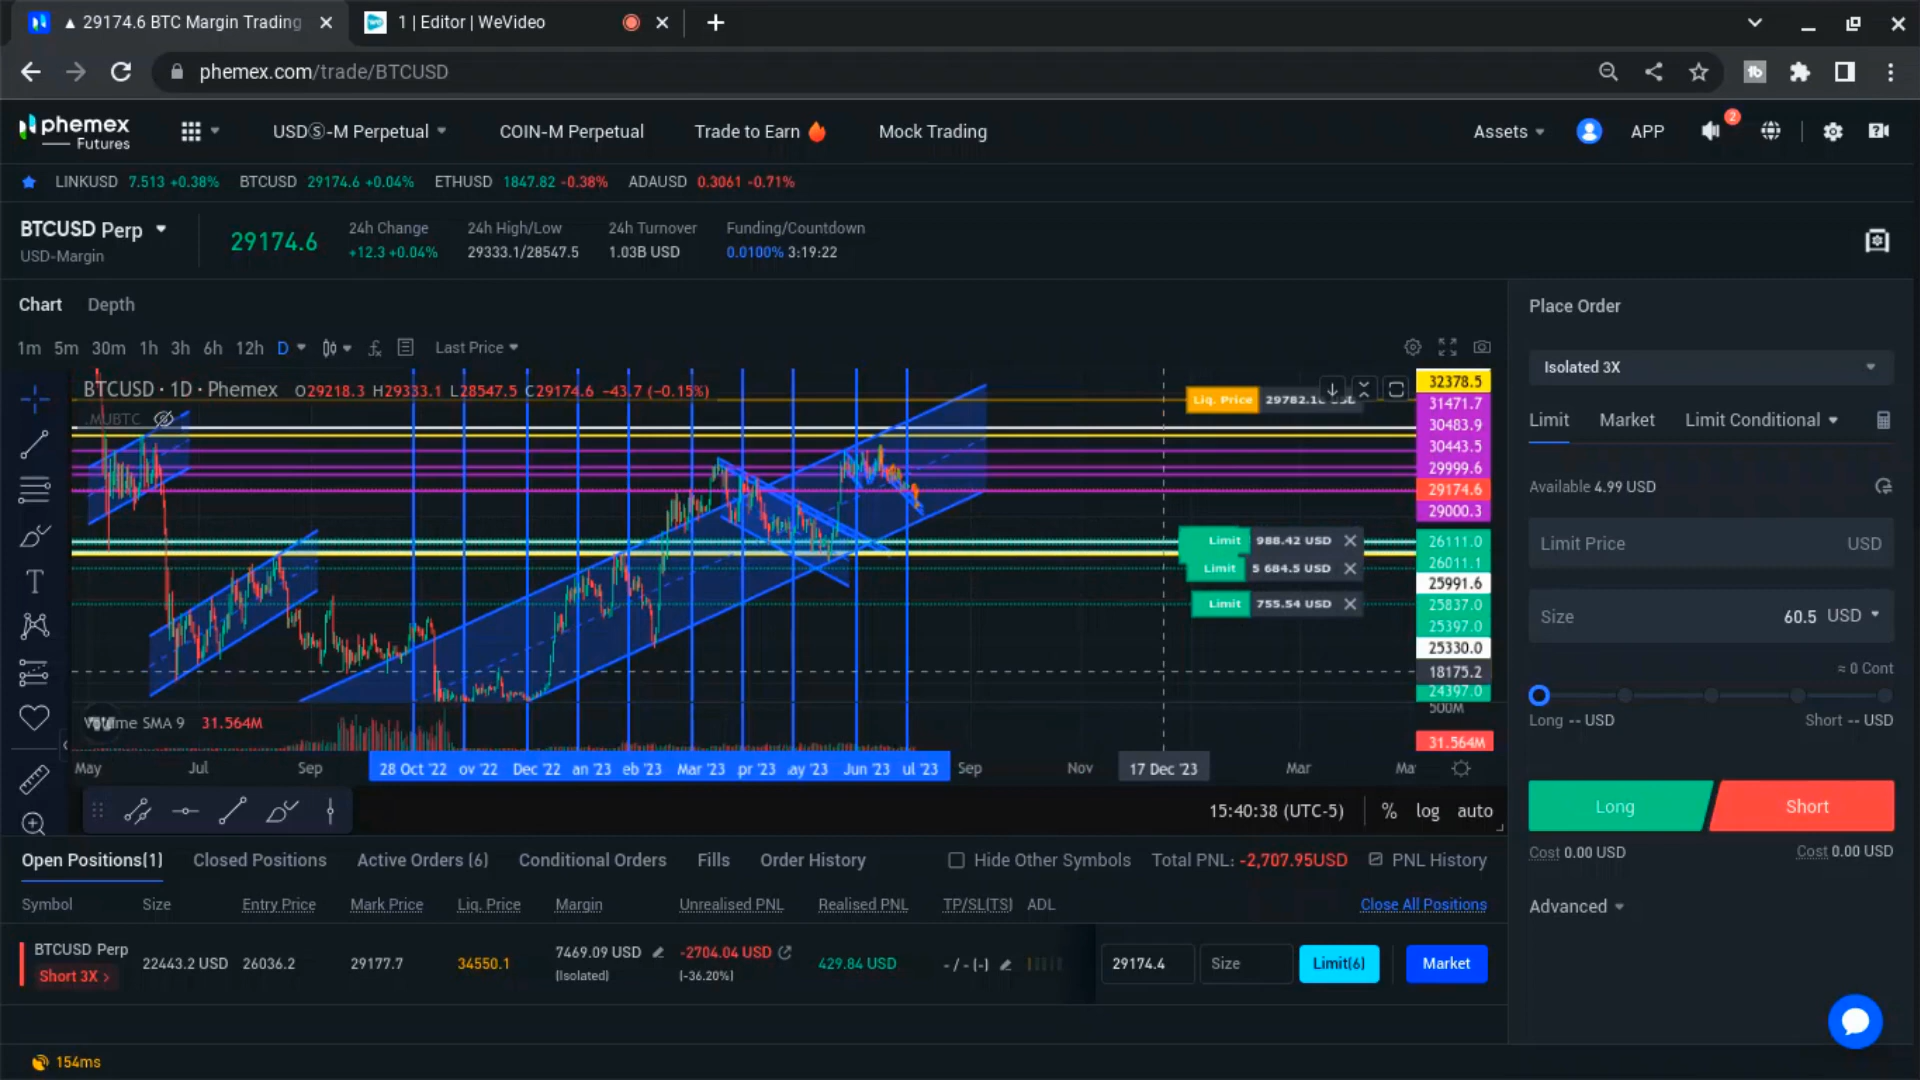 ▲ 29174.6 BTC Margin Trading
1 | Editor | WeVideo
phemex.com/trade/BTCUSD
phemex
Futures
USDⓈ-M Perpetual
COIN-M Perpetual
Trade to Earn
Mock Trading
Assets
APP
2
LINKUSD 7.513 +0.38% BTCUSD 29174.6 +0.04% ETHUSD 1847.82 -0.38% ADAUSD 0.3061 -0.71%
BTCUSD Perp
USD-Margin
29174.6
24h Change
+12.3 +0.04%
24h High/Low
29333.1/28547.5
24h Turnover
1.03B USD
Funding/Countdown
0.0100% 3:19:22
Chart Depth
1m 5m 30m 1h 3h 6h 12h D
Last Price
BTCUSD · 1D · Phemex O29218.3 H29333.1 L28547.5 C29174.6 -43.7 (-0.15%)
.MUBTC
Liq. Price
Limit 988.42 USD
Limit 5 684.5 USD
Limit 755.54 USD
32378.5
31471.7
30483.9
30443.5
29999.6
29174.6
29000.3
26111.0
26011.1
25991.6
25837.0
25397.0
25330.0
18175.2
24397.0
500M
31.564M
SMA 9 31.564M
May Jul Sep 28 Oct '22 ov '22 Dec '22 an '23 eb '23 Mar '23 pr '23 ay '23 Jun '23 ul '23 Sep Nov 17 Dec '23 Mar Ma
15:40:38 (UTC-5) % log auto
Place Order
Isolated 3X
Limit Market Limit Conditional
Available 4.99 USD
Limit Price USD
Size 60.5 USD
≈ 0 Cont
Long -- USD Short -- USD
Long Short
Cost 0.00 USD Cost 0.00 USD
Advanced
Open Positions(1) Closed Positions Active Orders (6) Conditional Orders Fills Order History
Hide Other Symbols Total PNL: -2,707.95USD PNL History
Symbol Size Entry Price Mark Price Liq. Price Margin Unrealised PNL Realised PNL TP/SL(TS) ADL Close All Positions
BTCUSD Perp
Short 3X >
22443.2 USD 26036.2 29177.7 34550.1
7469.09 USD
(Isolated)
-2704.04 USD
(-36.20%)
429.84 USD
- / - (-)
29174.4 Size Limit(6) Market
154ms